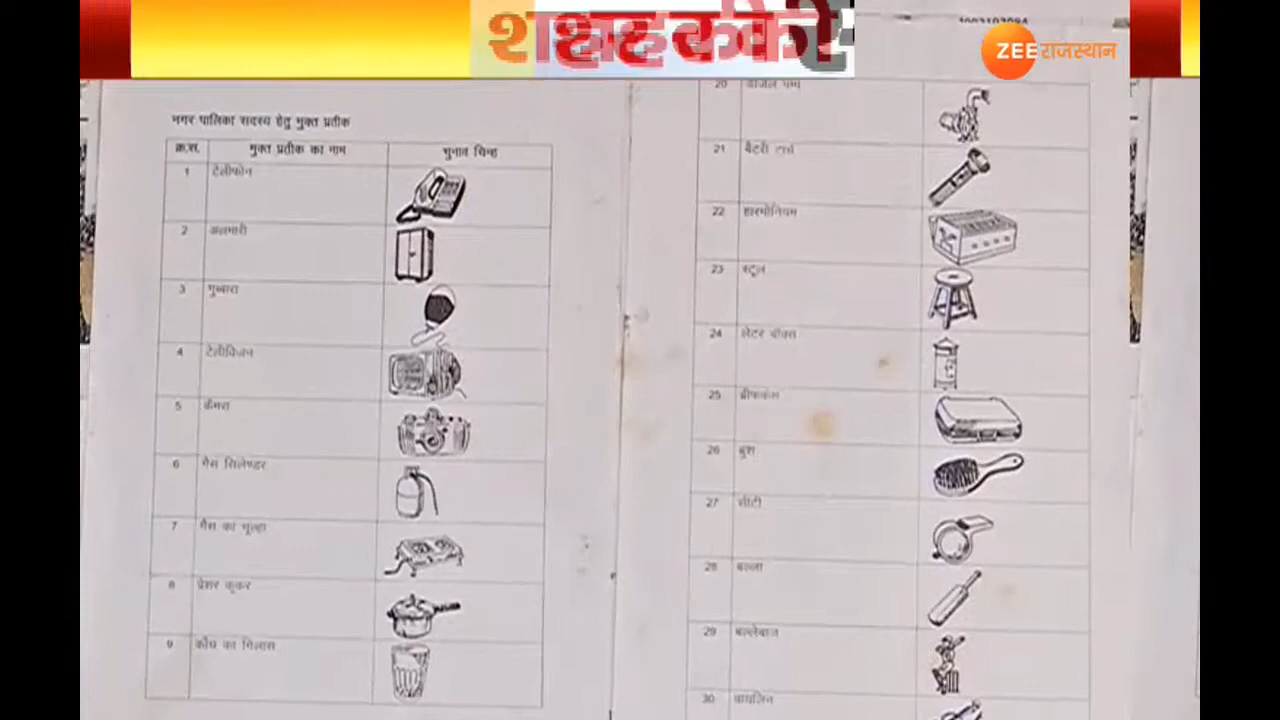 ZEE राजस्थान
नगर पालिका सदस्य हेतु मुक्त प्रतीक
क्र.स. मुक्त प्रतीक का नाम चुनाव चिन्ह
1 टेलीफोन
2 अलमारी
3 गुब्बारा
4 टेलीविजन
5 कैमरा
6 गैस सिलेण्डर
7 गैस का चूल्हा
8 प्रेशर कूकर
9 काँच का गिलास
20
21 बैटरी टार्च
22 हारमोनियम
23 स्टूल
24 लेटर बॉक्स
25 ब्रीफकेस
26 ब्रुश
27 सीटी
28 बल्ला
29 बल्लेबाज
30 वायलिन